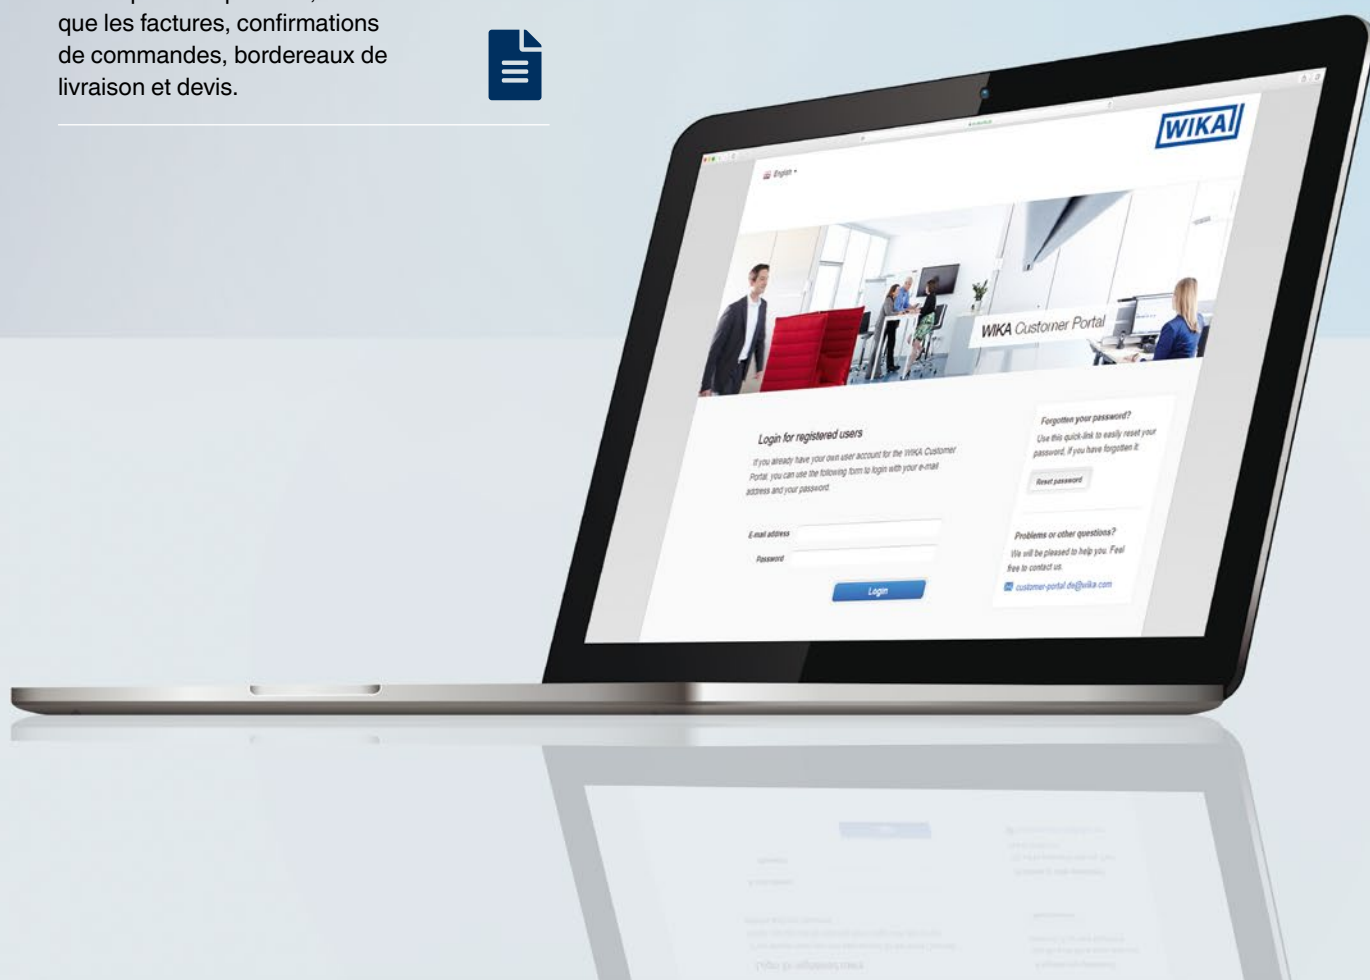 que les factures, confirmations
de commandes, bordereaux de
livraison et devis.
WIKA
English
WIKA Customer Portal
Login for registered users
If you already have your own user account for the WIKA Customer
Portal, you can use the following form to login with your e-mail
address and your password.
E-mail address
Password
Login
Forgotten your password?
Use this quick-link to easily reset your
password, if you have forgotten it.
Reset password
Problems or other questions?
We will be pleased to help you. Feel
free to contact us.
customer-portal.de@wika.com